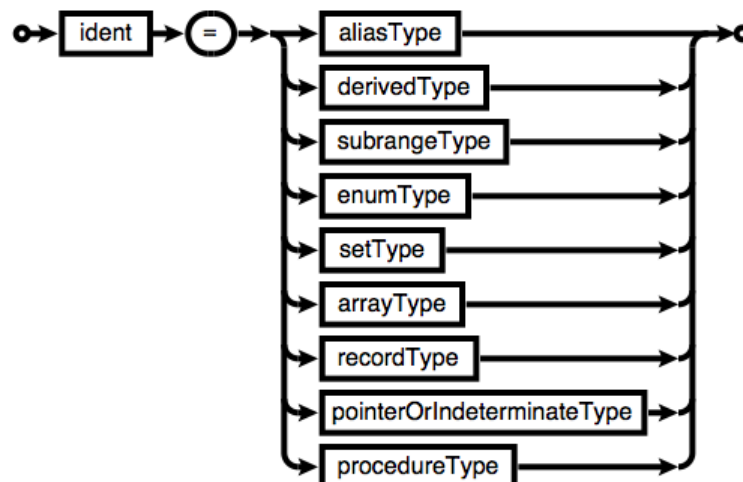 ident = aliasType
derivedType
subrangeType
enumType
setType
arrayType
recordType
pointerOrIndeterminateType
procedureType